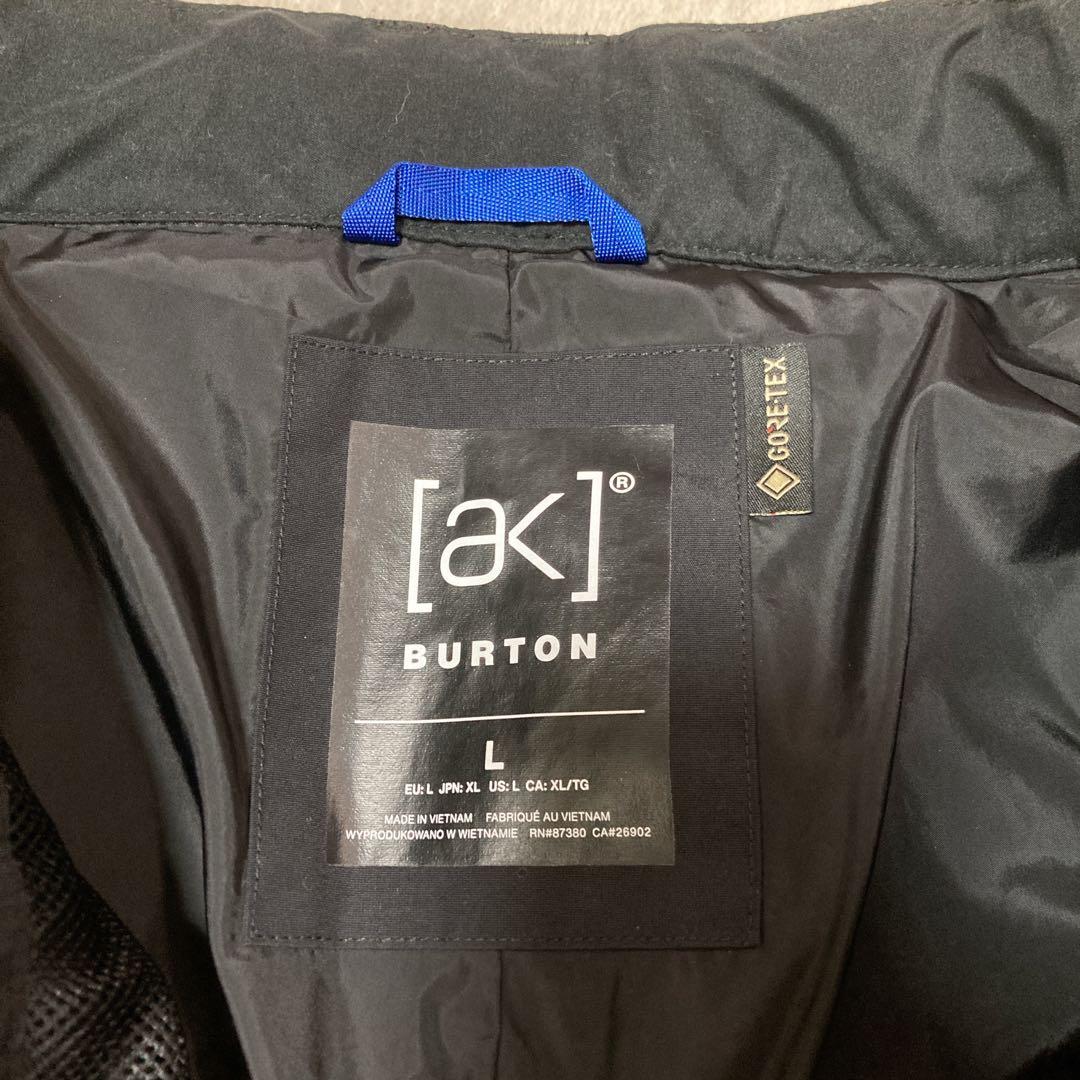 [ak]®
BURTON
L
EU: L JPN: XL US: L CA: XL/TG
MADE IN VIETNAM FABRIQUÉ AU VIETNAM
WYPRODUKOWANO W WIETNAMIE RN#87380 CA#26902
GORE-TEX